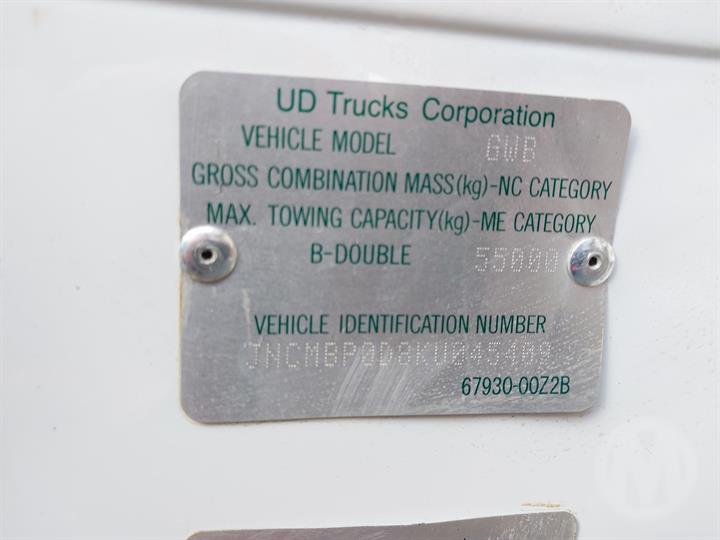 UD Trucks Corporation
VEHICLE MODEL GWB
GROSS COMBINATION MASS(kg)-NC CATEGORY
MAX. TOWING CAPACITY(kg)-ME CATEGORY
B-DOUBLE 55000
VEHICLE IDENTIFICATION NUMBER
JNCMBP0D8KU045409
67930-00Z2B
M